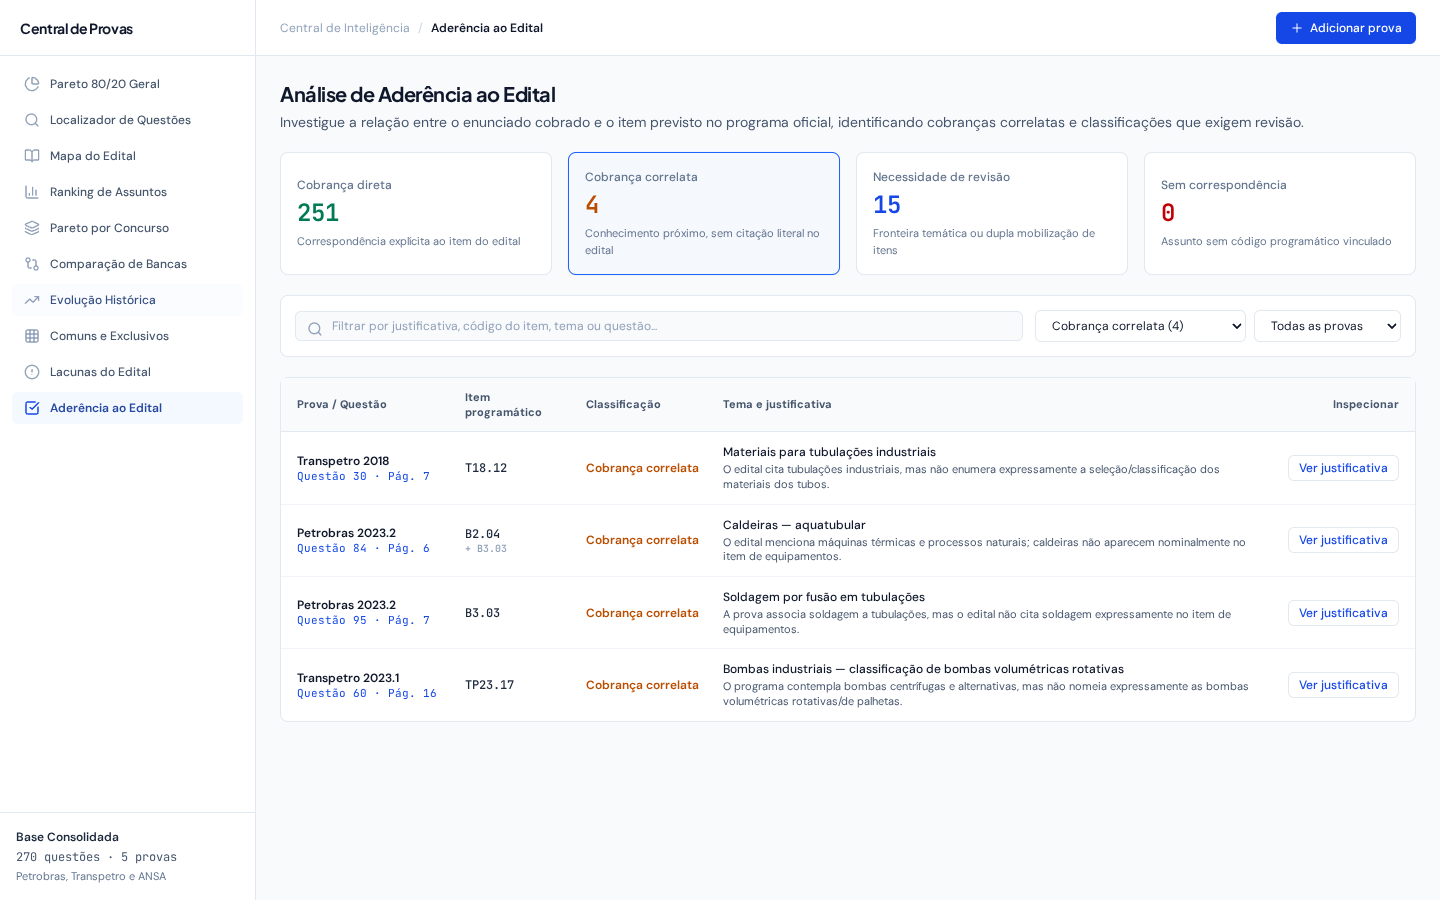 Central de Provas
Central de Inteligência / Aderência ao Edital
Adicionar prova
Pareto 80/20 Geral
Localizador de Questões
Mapa do Edital
Ranking de Assuntos
Pareto por Concurso
Comparação de Bancas
Evolução Histórica
Comuns e Exclusivos
Lacunas do Edital
Aderência ao Edital
Base Consolidada
270 questões · 5 provas
Petrobras, Transpetro e ANSA
Análise de Aderência ao Edital
Investigue a relação entre o enunciado cobrado e o item previsto no programa oficial, identificando cobranças correlatas e classificações que exigem revisão.
Cobrança direta
251
Correspondência explícita ao item do edital
Cobrança correlata
4
Conhecimento próximo, sem citação literal no
edital
Necessidade de revisão
15
Fronteira temática ou dupla mobilização de
itens
Sem correspondência
0
Assunto sem código programático vinculado
Filtrar por justificativa, código do item, tema ou questão...
Cobrança correlata (4)
Todas as provas
Prova / Questão
Item
programático
Classificação
Tema e justificativa
Inspecionar
Transpetro 2018
Questão 30 · Pág. 7
T18.12
Cobrança correlata
Materiais para tubulações industriais
O edital cita tubulações industriais, mas não enumera expressamente a seleção/classificação dos
materiais dos tubos.
Ver justificativa
Petrobras 2023.2
Questão 84 · Pág. 6
B2.04
+ B3.03
Cobrança correlata
Caldeiras — aquatubular
O edital menciona máquinas térmicas e processos naturais; caldeiras não aparecem nominalmente no
item de equipamentos.
Ver justificativa
Petrobras 2023.2
Questão 95 · Pág. 7
B3.03
Cobrança correlata
Soldagem por fusão em tubulações
A prova associa soldagem a tubulações, mas o edital não cita soldagem expressamente no item de
equipamentos.
Ver justificativa
Transpetro 2023.1
Questão 60 · Pág. 16
TP23.17
Cobrança correlata
Bombas industriais — classificação de bombas volumétricas rotativas
O programa contempla bombas centrífugas e alternativas, mas não nomeia expressamente as bombas
volumétricas rotativas/de palhetas.
Ver justificativa